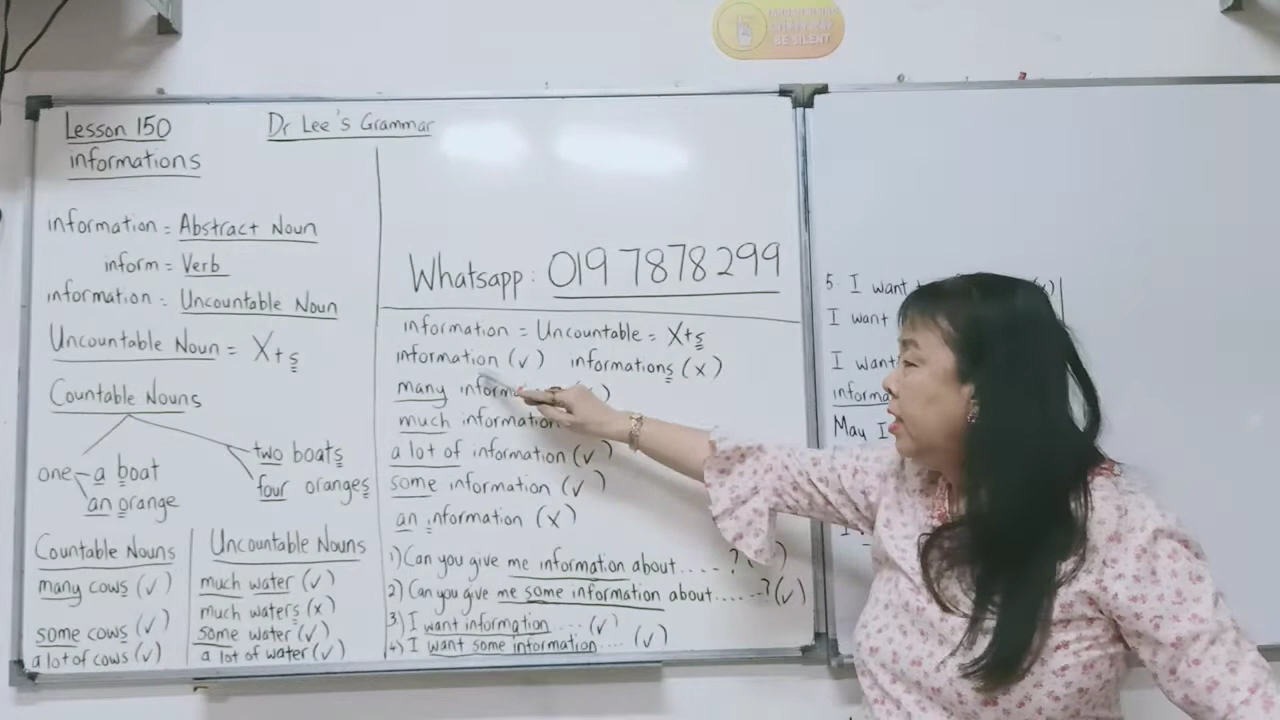 BE SILENT
Lesson 150
Dr Lee's Grammar
informations
information = Abstract Noun
inform = Verb
information = Uncountable Noun
Uncountable Noun = X+s
Countable Nouns
one
a boat
an orange
two boats
four oranges
Countable Nouns
many cows (✓)
some cows (✓)
a lot of cows (✓)
Uncountable Nouns
much water (✓)
much waters (x)
some water (✓)
a lot of water (✓)
Whatsapp: 019 7878299
information = Uncountable = X+s
information (✓) informations (x)
many
much information
a lot of information (✓)
some information (✓)
an information (x)
1) Can you give me information about....?
2) Can you give me some information about......? (✓)
3) I want information .... (✓)
4) I want some information .... (✓)
5. I want
I want
I want
May I